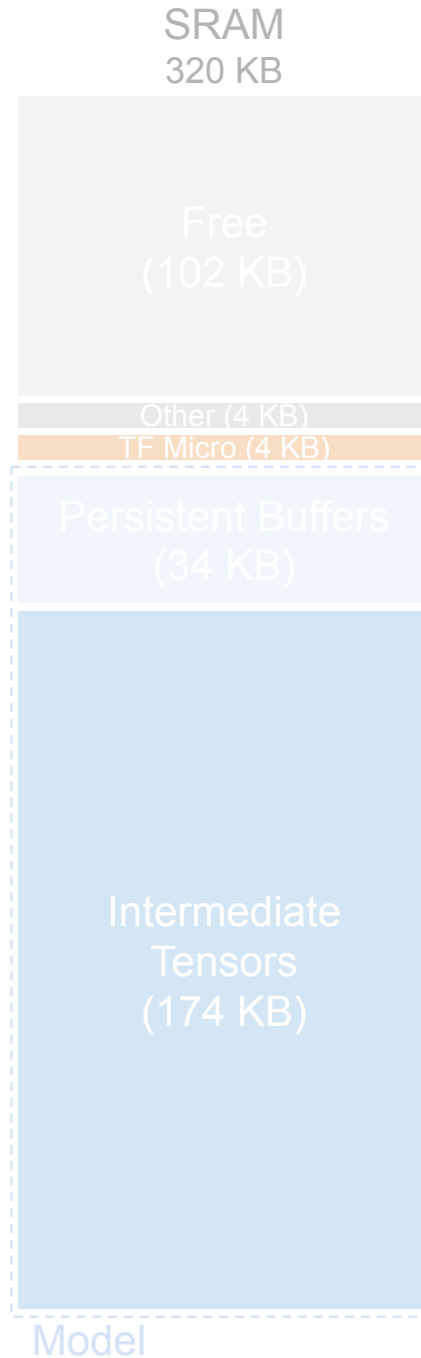 SRAM
320 KB
Free
(102 KB)
Other (4 KB)
TF Micro (4 KB)
Persistent Buffers
(34 KB)
Intermediate
Tensors
(174 KB)
Model